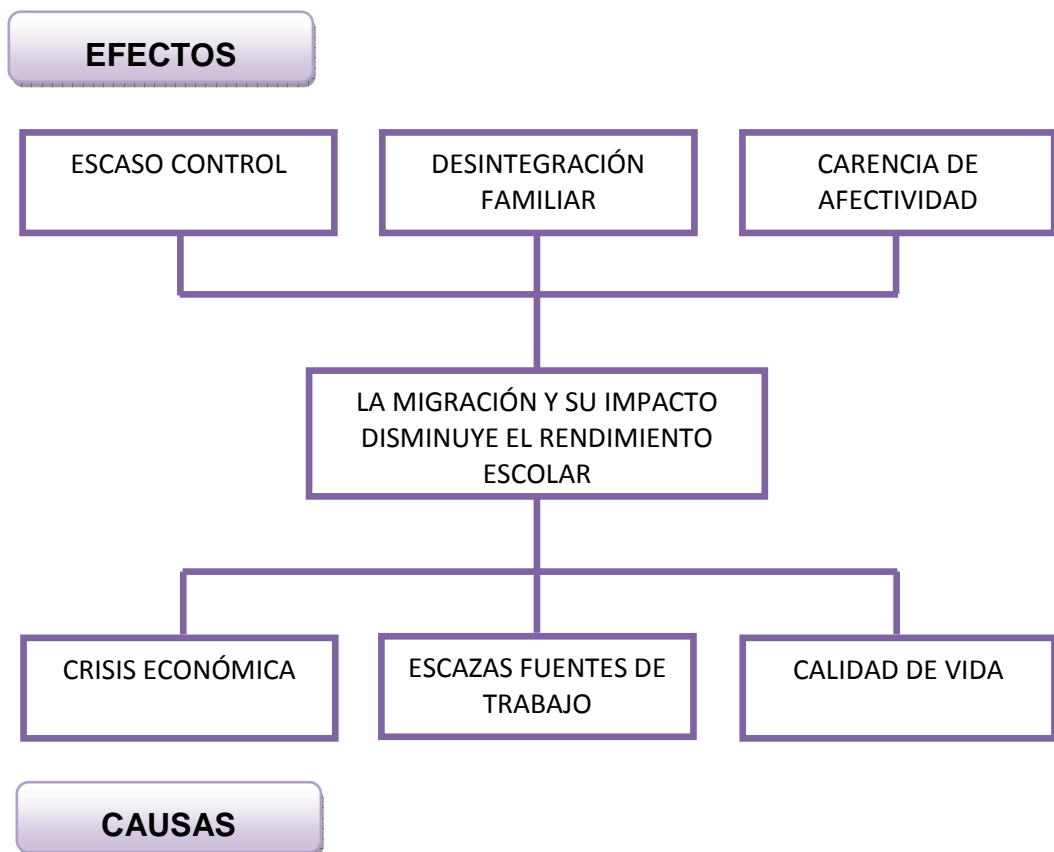 EFECTOS
ESCASO CONTROL
DESINTEGRACIÓN
FAMILIAR
CARENCIA DE
AFECTIVIDAD
LA MIGRACIÓN Y SU IMPACTO
DISMINUYE EL RENDIMIENTO
ESCOLAR
CRISIS ECONÓMICA
ESCAZAS FUENTES DE
TRABAJO
CALIDAD DE VIDA
CAUSAS